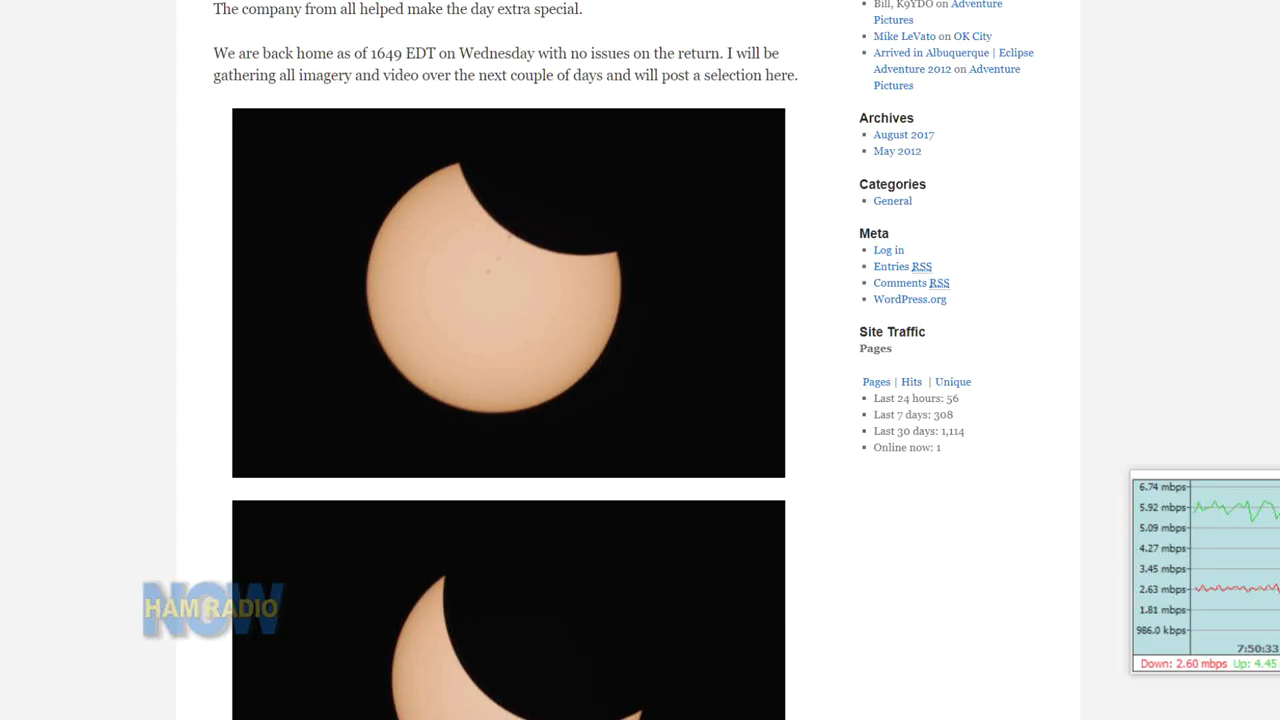 The company from all helped make the day extra special.
We are back home as of 1649 EDT on Wednesday with no issues on the return. I will be
gathering all imagery and video over the next couple of days and will post a selection here.
Bill, K9YDO on Adventure
Pictures
Mike LeVato on OK City
Arrived in Albuquerque | Eclipse
Adventure 2012 on Adventure
Pictures
Archives
August 2017
May 2012
Categories
General
Meta
Log in
Entries RSS
Comments RSS
WordPress.org
Site Traffic
Pages
Pages | Hits | Unique
Last 24 hours: 56
Last 7 days: 308
Last 30 days: 1,114
Online now: 1
6.74 mbps
5.92 mbps
5.09 mbps
4.27 mbps
3.45 mbps
2.63 mbps
1.81 mbps
986.0 kbps
7:50:33
Down: 2.60 mbps Up: 4.45
NOW
HAM RADIO